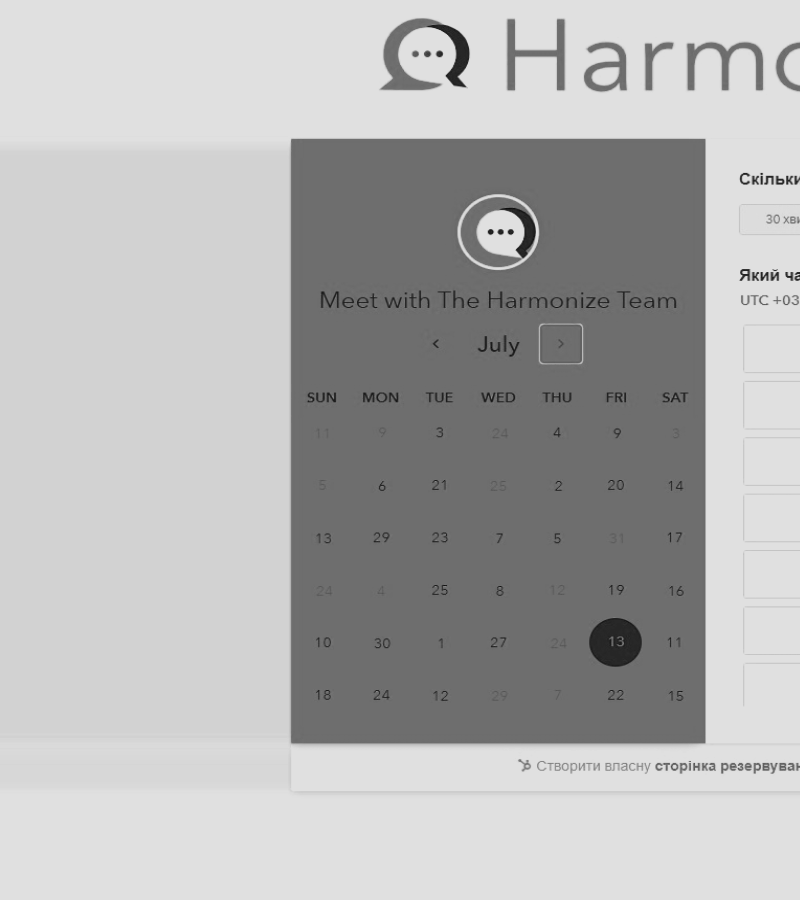 Harmo
Meet with The Harmonize Team
July
SUN MON TUE WED THU FRI SAT
11 9 3 24 4 9 3
5 6 21 25 2 20 14
13 29 23 7 5 31 17
24 4 25 8 12 19 16
10 30 1 27 24 13 11
18 24 12 29 7 22 15
Скільки
30 хви
Який ча
UTC +03
Створити власну сторінка резервуван